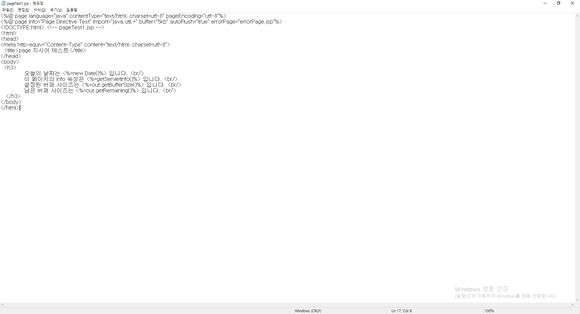 pageTest1.jsp - 메모장
파일(F) 편집(E) 서식(O) 보기(V) 도움말
<%@ page language="java" contentType="text/html; charset=utf-8" pageEncoding="utf-8"%>
<%@ page info="Page Directive Test" import="java.util.*" buffer="5kb" autoFlush="true" errorPage="errorPage.jsp"%>
<!DOCTYPE html> <!-- pageTest1.jsp -->
<html>
<head>
<meta http-equiv="Content-Type" content="text/html; charset=utf-8">
<title>page 지시어 테스트</title>
</head>
<body>
<h3>
오늘의 날짜는 <%=new Date()%> 입니다. <br/>
이 페이지의 info 속성은 <%=getServletInfo()%> 입니다. <br/>
설정된 버퍼 사이즈는 <%=out.getBufferSize()%> 입니다. <br/>
남은 버퍼 사이즈는 <%=out.getRemaining()%> 입니다. <br/>
</h3>
</body>
</html>
Windows 정품 인증
[설정]으로 이동하여 Windows를 정품 인증합니다.
Windows (CRLF) Ln 17, Col 8 100%